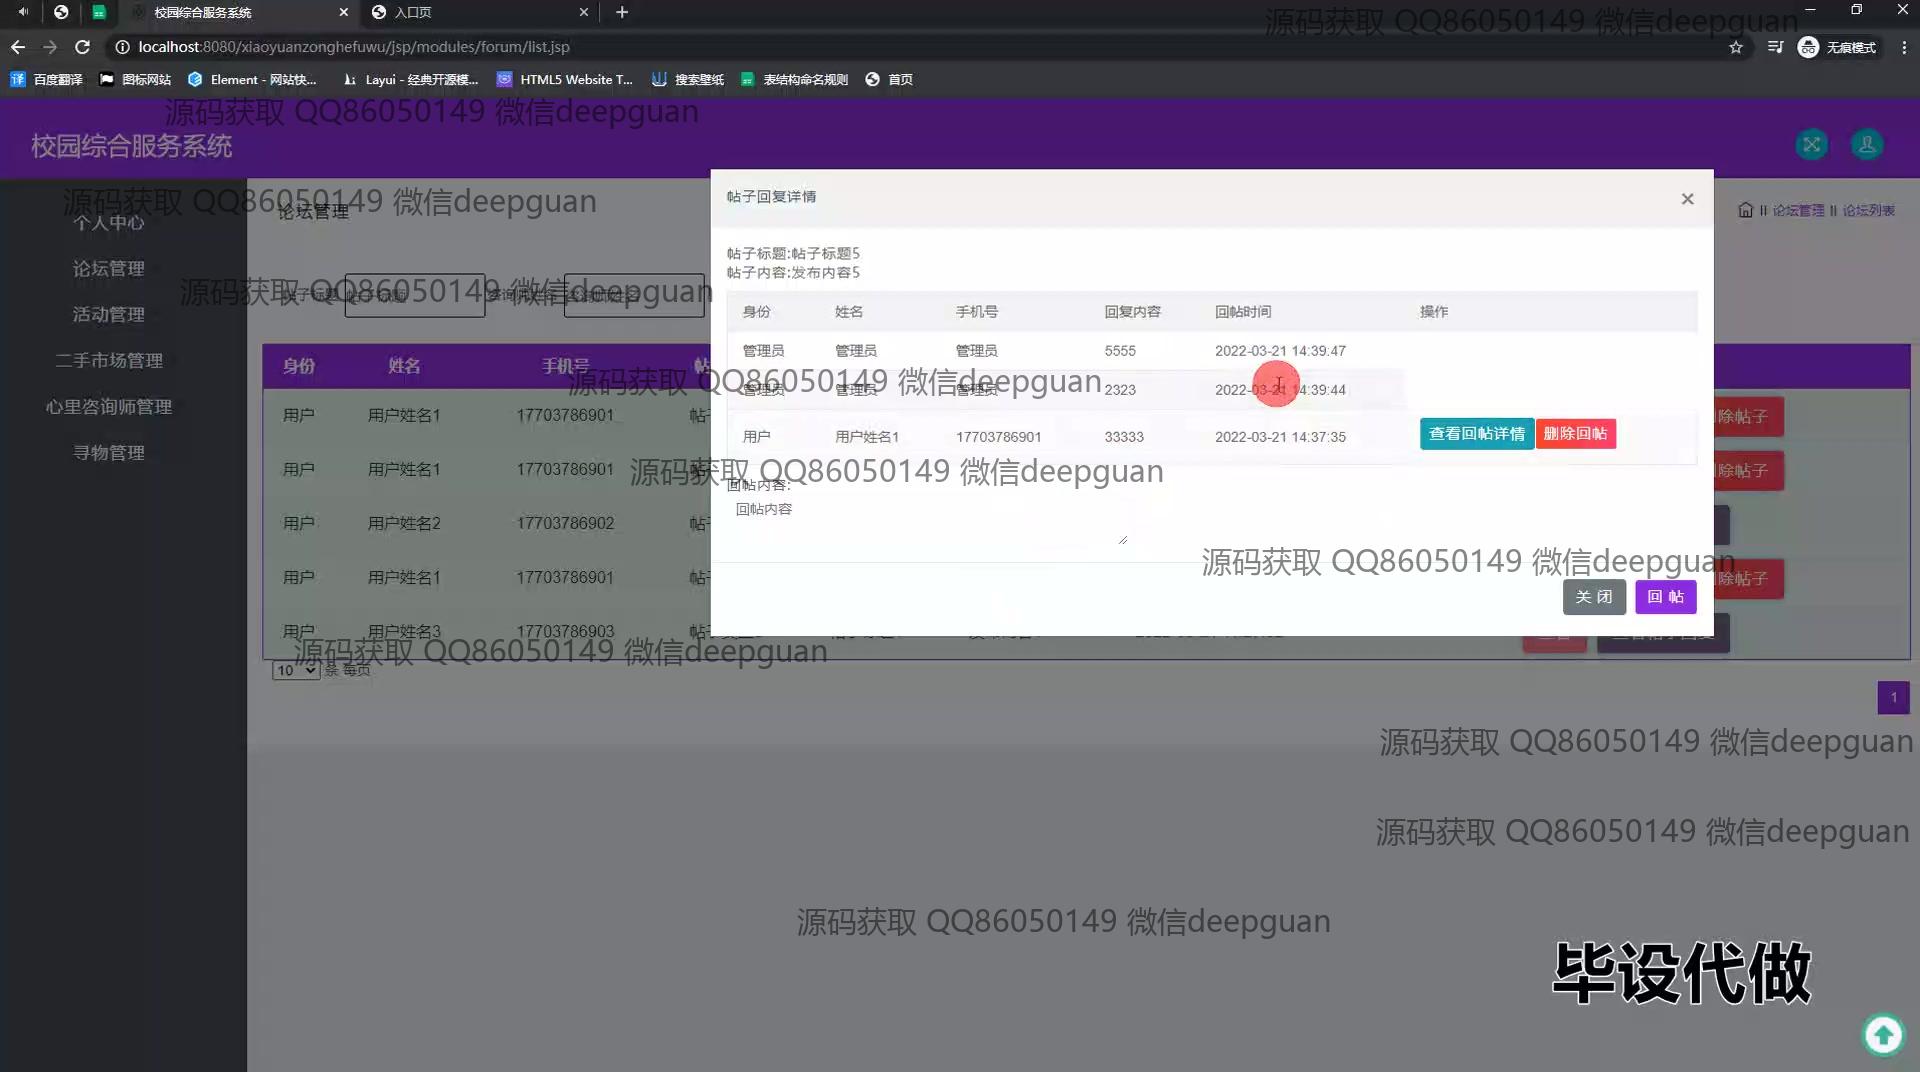 校园综合服务系统
入口页
localhost:8080/xiaoyuanzonghefuwu/jsp/modules/forum/list.jsp
无痕模式
百度翻译
图标网站
Element - 网站快...
Layui - 经典开源模...
HTML5 Website T...
搜索壁纸
表结构命名规则
首页
源码获取 QQ86050149 微信deepguan
源码获取 QQ86050149 微信deepguan
校园综合服务系统
源码获取 QQ86050149 微信deepguan
个人中心
论坛管理
活动管理
二手市场管理
心里咨询师管理
寻物管理
论坛管理
论坛管理
论坛列表
源码获取 QQ86050149 微信deepguan
帖子回复详情
×
帖子标题:帖子标题5
帖子内容:发布内容5
身份 姓名 手机号 回复内容 回帖时间 操作
管理员 管理员 管理员 5555 2022-03-21 14:39:47
管理员 管理员 管理员 2323 2022-03-21 14:39:44
用户 用户姓名1 17703786901 33333 2022-03-21 14:37:35 查看回帖详情 删除回帖
回帖内容:
回帖内容
关 闭
回 帖
身份 姓名 手机号
用户 用户姓名1 17703786901
用户 用户姓名1 17703786901
用户 用户姓名2 17703786902
用户 用户姓名1 17703786901
用户 用户姓名3 17703786903
源码获取 QQ86050149 微信deepguan
源码获取 QQ86050149 微信deepguan
源码获取 QQ86050149 微信deepguan
源码获取 QQ86050149 微信deepguan
10 条 每页
1
源码获取 QQ86050149 微信deepguan
源码获取 QQ86050149 微信deepguan
源码获取 QQ86050149 微信deepguan
毕设代做